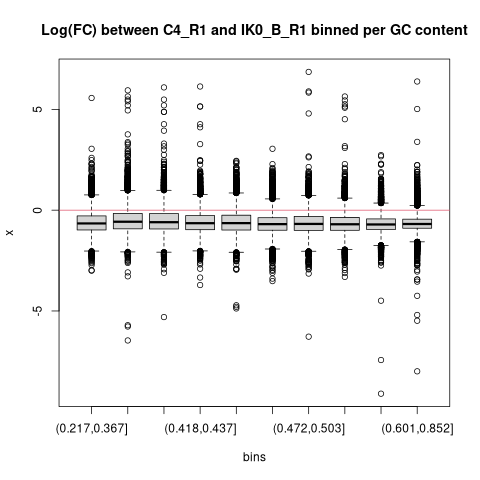 Log(FC) between C4_R1 and IK0_B_R1 binned per GC content
5
0
-5
x
(0.217,0.367]
(0.418,0.437]
(0.472,0.503]
(0.601,0.852]
bins